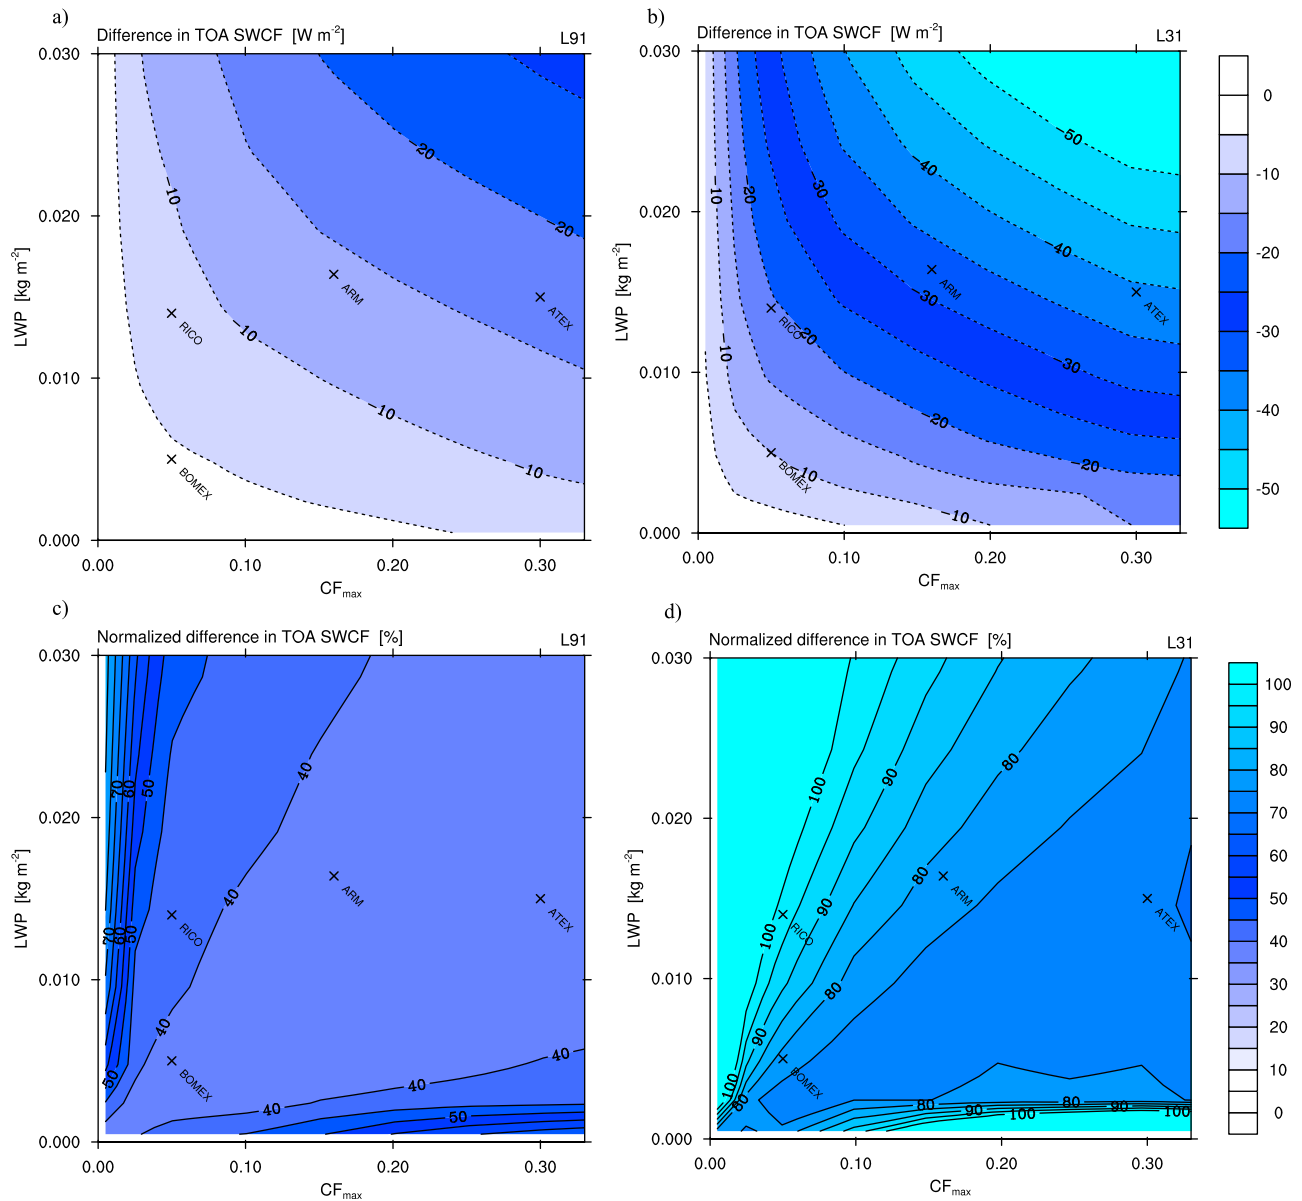 a)
Difference in TOA SWCF [W m-2]
L91
0.030
0.020
0.010
0.000
LWP [kg m-2]
0.00
0.10
0.20
0.30
CFmax
-10
-20
-20
-10
-10
-10
RICO
ARM
ATEX
BOMEX
b)
Difference in TOA SWCF [W m-2]
L31
0.030
0.020
0.010
0.000
LWP [kg m-2]
0.00
0.10
0.20
0.30
CFmax
-10
-20
-30
-40
-50
-40
-30
-30
-20
-10
-20
-20
-10
-10
RICO
ARM
ATEX
BOMEX
0
-10
-20
-30
-40
-50
c)
Normalized difference in TOA SWCF [%]
L91
0.030
0.020
0.010
0.000
LWP [kg m-2]
0.00
0.10
0.20
0.30
CFmax
70
60
50
40
40
70
60
50
40
50
40
40
40
50
RICO
ARM
ATEX
BOMEX
d)
Normalized difference in TOA SWCF [%]
L31
0.030
0.020
0.010
0.000
LWP [kg m-2]
0.00
0.10
0.20
0.30
CFmax
100
90
80
80
90
100
80
90
100
80
80
90
100
80
90
100
RICO
ARM
ATEX
BOMEX
100
90
80
70
60
50
40
30
20
10
0